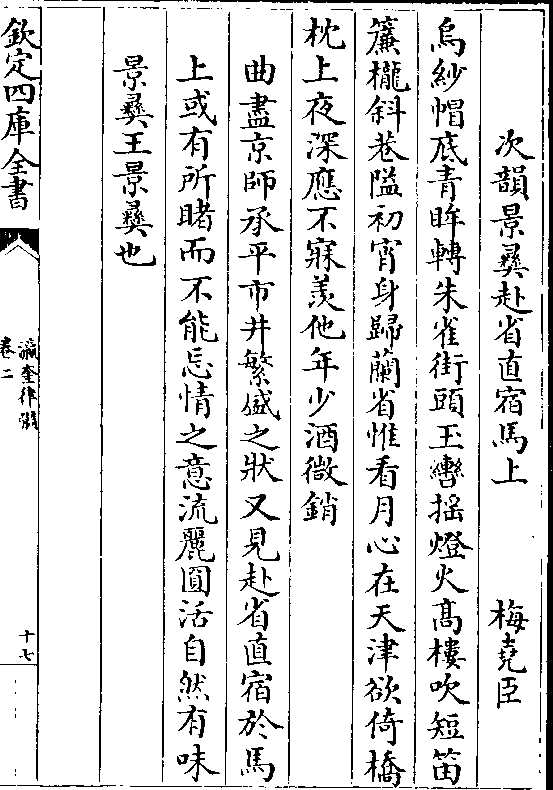 次韻景彞赴省直宿馬上　　梅堯臣
烏紗帽底青眸轉朱雀街頭玉轡揺燈火髙樓吹短笛
簾櫳斜巷隘初宵身歸蘭省惟看月心在天津欲倚橋
枕上夜深應不寐羡他年少酒微銷
曲盡京師承平市井繁盛之狀又見赴省直宿於馬
上或有所睹而不能忘情之意流麗圓活自然有味
景彞王景彞也
欽定四庫全書
瀛奎律髓
卷二
十七